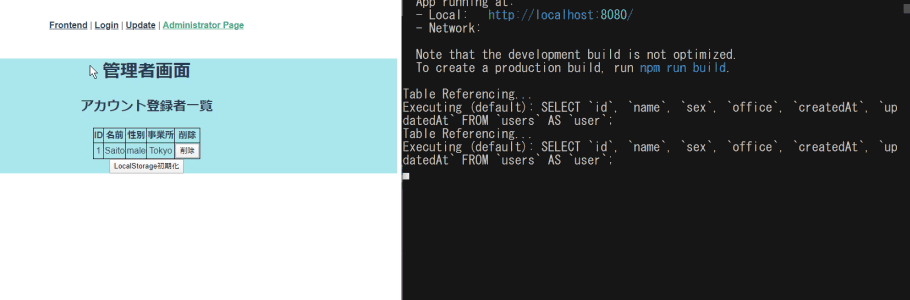 Frontend | Login | Update | Administrator Page
管理者画面
アカウント登録者一覧
ID 名前 性別 事業所 削除
1 Saito male Tokyo 削除
LocalStorage初期化
App running at:
- Local: http://localhost:8080/
- Network:
Note that the development build is not optimized.
To create a production build, run npm run build.
Table Referencing...
Executing (default): SELECT `id`, `name`, `sex`, `office`, `createdAt`, `up
datedAt` FROM `users` AS `user`;
Table Referencing...
Executing (default): SELECT `id`, `name`, `sex`, `office`, `createdAt`, `up
datedAt` FROM `users` AS `user`;